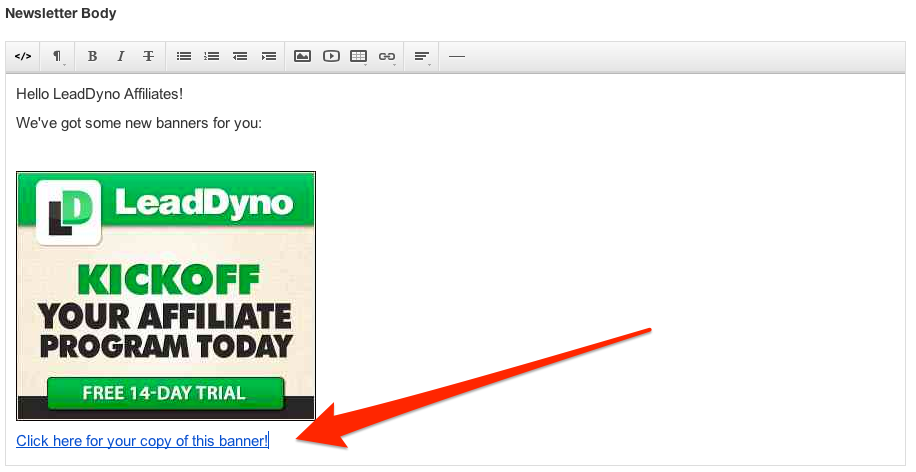 Newsletter Body
Hello LeadDyno Affiliates!
We've got some new banners for you:
LD LeadDyno
KICKOFF
YOUR AFFILIATE
PROGRAM TODAY
FREE 14-DAY TRIAL
Click here for your copy of this banner!